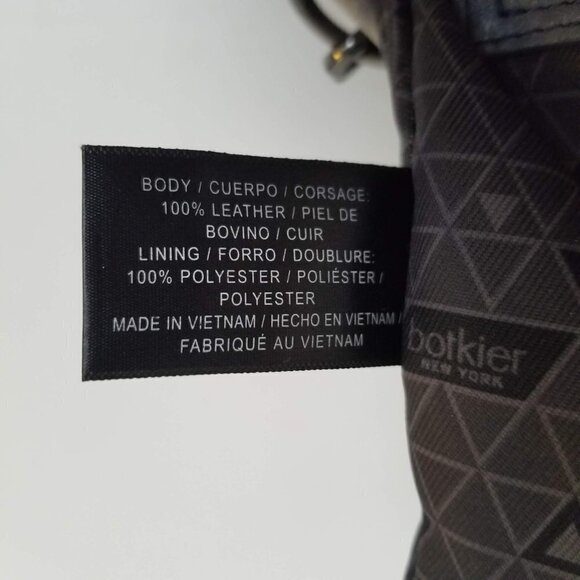 BODY / CUERPO / CORSAGE:
100% LEATHER / PIEL DE
BOVINO / CUIR
LINING / FORRO / DOUBLURE:
100% POLYESTER / POLIÉSTER /
POLYESTER
MADE IN VIETNAM / HECHO EN VIETNAM /
FABRIQUÉ AU VIETNAM
botkier
NEW YORK